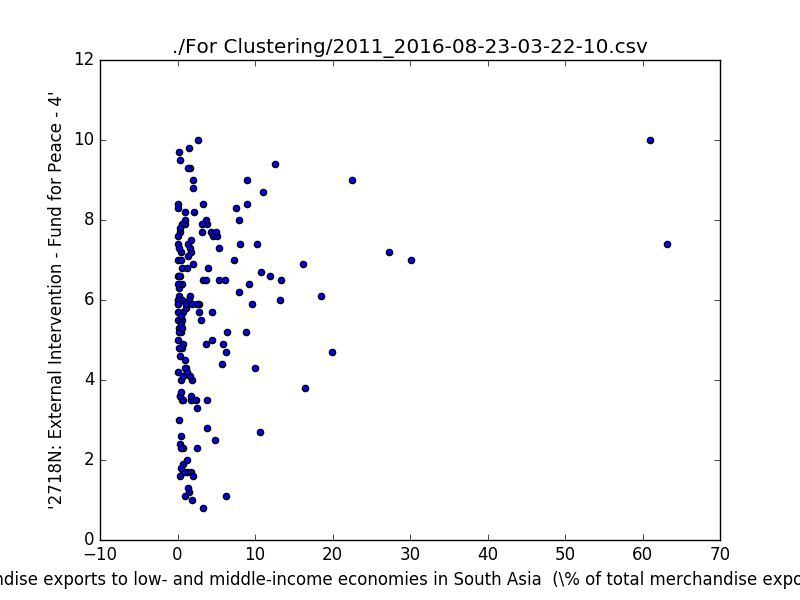 ./For Clustering/2011_2016-08-23-03-22-10.csv
12
10
8
6
4
2
0
'2718N: External Intervention - Fund for Peace - 4'
−10 0 10 20 30 40 50 60 70
exports to low- and middle-income economies in South Asia (\% of total merchandise